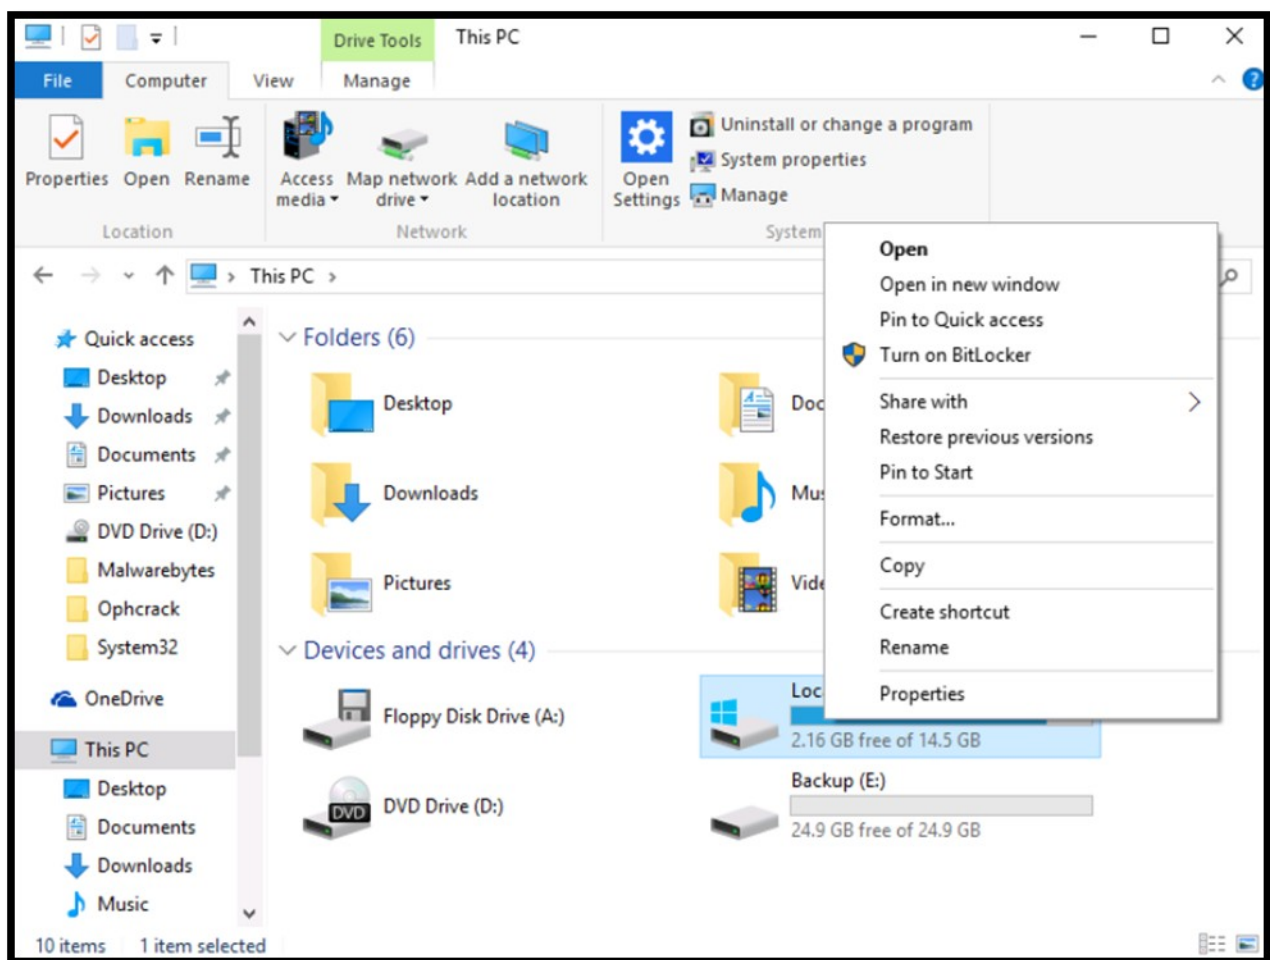 Drive Tools
This PC
File
Computer
View
Manage
Properties
Open
Rename
Access media
Map network drive
Add a network location
Open Settings
Uninstall or change a program
System properties
Manage
Location
Network
System
This PC
Quick access
Desktop
Downloads
Documents
Pictures
DVD Drive (D:)
Malwarebytes
Ophcrack
System32
OneDrive
This PC
Desktop
Documents
Downloads
Music
Folders (6)
Desktop
Doc
Downloads
Mus
Pictures
Vide
Devices and drives (4)
Floppy Disk Drive (A:)
Loc
2.16 GB free of 14.5 GB
DVD
DVD Drive (D:)
Backup (E:)
24.9 GB free of 24.9 GB
Open
Open in new window
Pin to Quick access
Turn on BitLocker
Share with
Restore previous versions
Pin to Start
Format...
Copy
Create shortcut
Rename
Properties
10 items
1 item selected